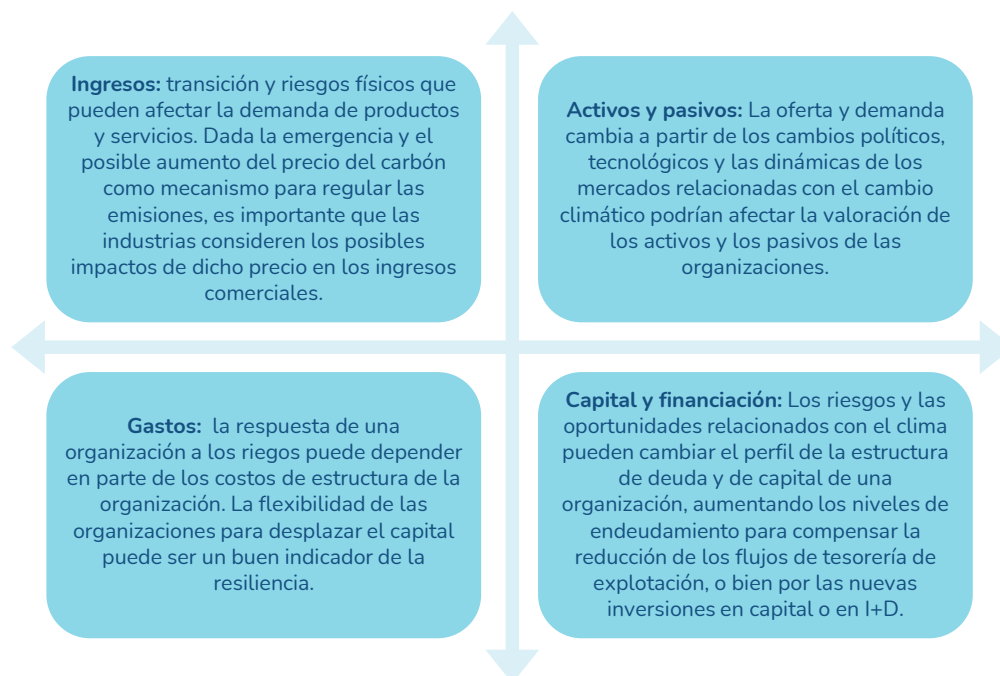 Ingresos: transición y riesgos físicos que
pueden afectar la demanda de productos
y servicios. Dada la emergencia y el
posible aumento del precio del carbón
como mecanismo para regular las
emisiones, es importante que las
industrias consideren los posibles
impactos de dicho precio en los ingresos
comerciales.
Activos y pasivos: La oferta y demanda
cambia a partir de los cambios políticos,
tecnológicos y las dinámicas de los
mercados relacionadas con el cambio
climático podrían afectar la valoración de
los activos y los pasivos de las
organizaciones.
Gastos: la respuesta de una
organización a los riegos puede depender
en parte de los costos de estructura de la
organización. La flexibilidad de las
organizaciones para desplazar el capital
puede ser un buen indicador de la
resiliencia.
Capital y financiación: Los riesgos y las
oportunidades relacionados con el clima
pueden cambiar el perfil de la estructura
de deuda y de capital de una
organización, aumentando los niveles de
endeudamiento para compensar la
reducción de los flujos de tesorería de
explotación, o bien por las nuevas
inversiones en capital o en I+D.